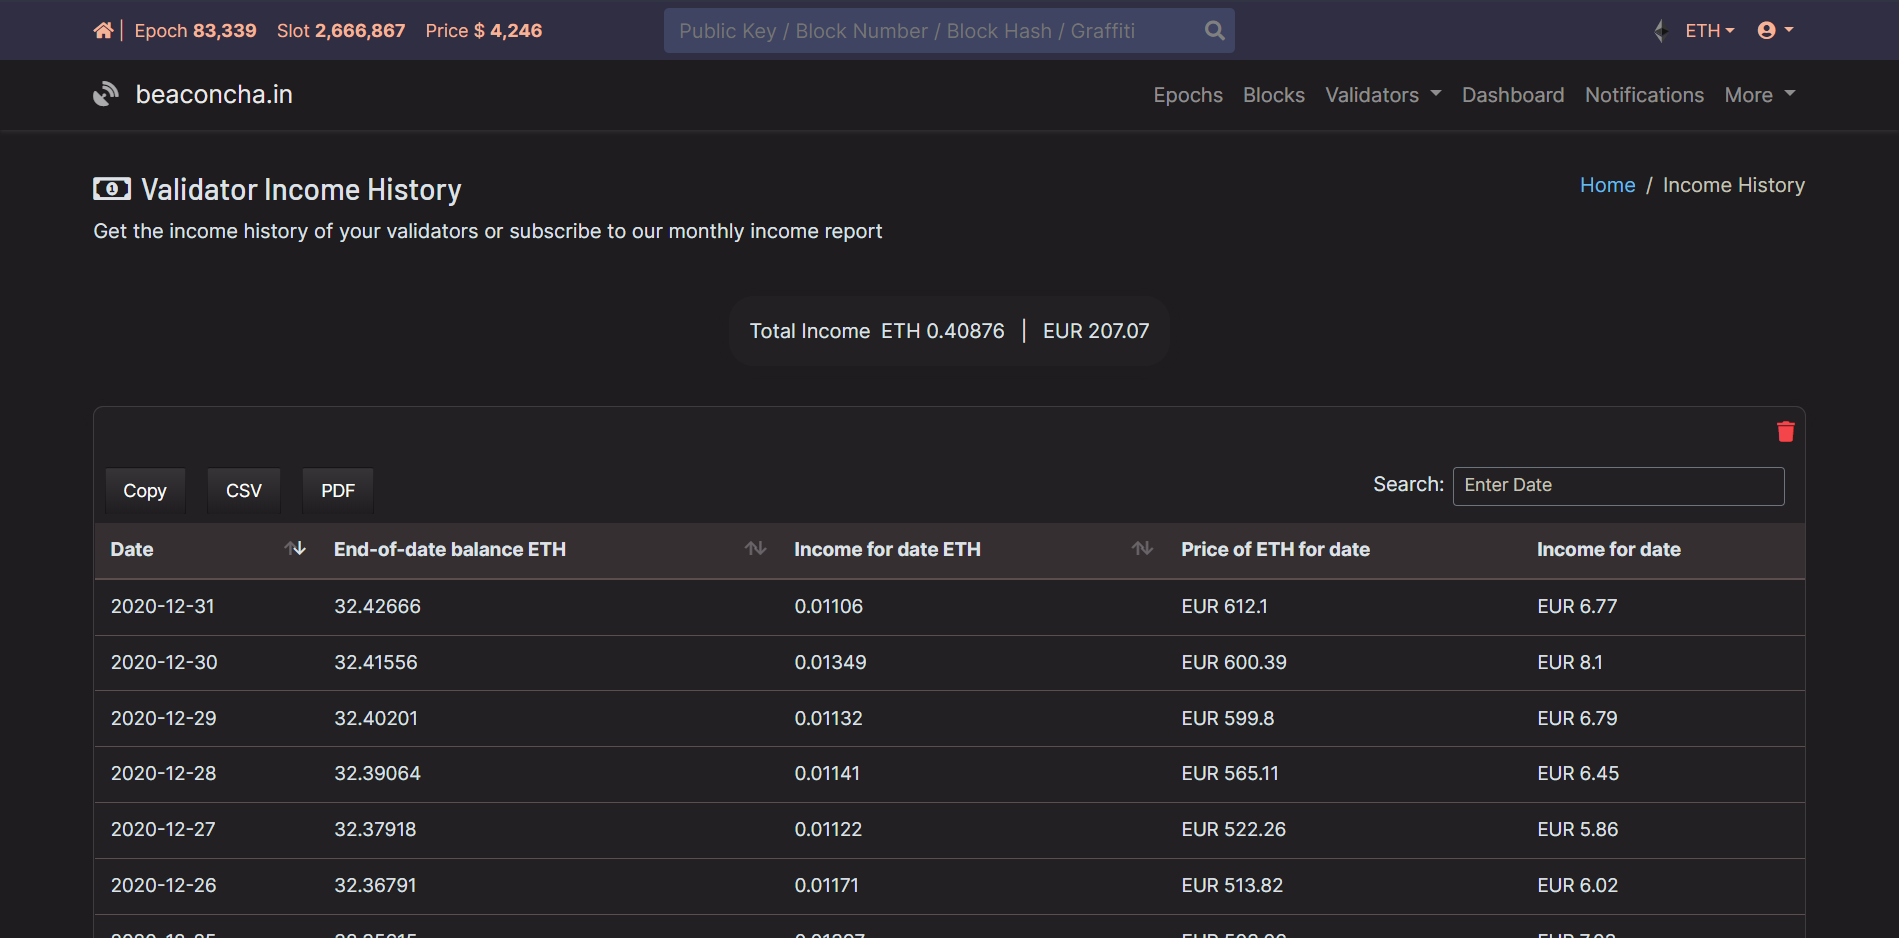 Epoch 83,339 Slot 2,666,867 Price $ 4,246 Public Key / Block Number / Block Hash / Graffiti ETH
beaconcha.in Epochs Blocks Validators Dashboard Notifications More
Validator Income History Home / Income History
Get the income history of your validators or subscribe to our monthly income report
Total Income ETH 0.40876 | EUR 207.07
Copy CSV PDF Search: Enter Date
Date End-of-date balance ETH Income for date ETH Price of ETH for date Income for date
2020-12-31 32.42666 0.01106 EUR 612.1 EUR 6.77
2020-12-30 32.41556 0.01349 EUR 600.39 EUR 8.1
2020-12-29 32.40201 0.01132 EUR 599.8 EUR 6.79
2020-12-28 32.39064 0.01141 EUR 565.11 EUR 6.45
2020-12-27 32.37918 0.01122 EUR 522.26 EUR 5.86
2020-12-26 32.36791 0.01171 EUR 513.82 EUR 6.02